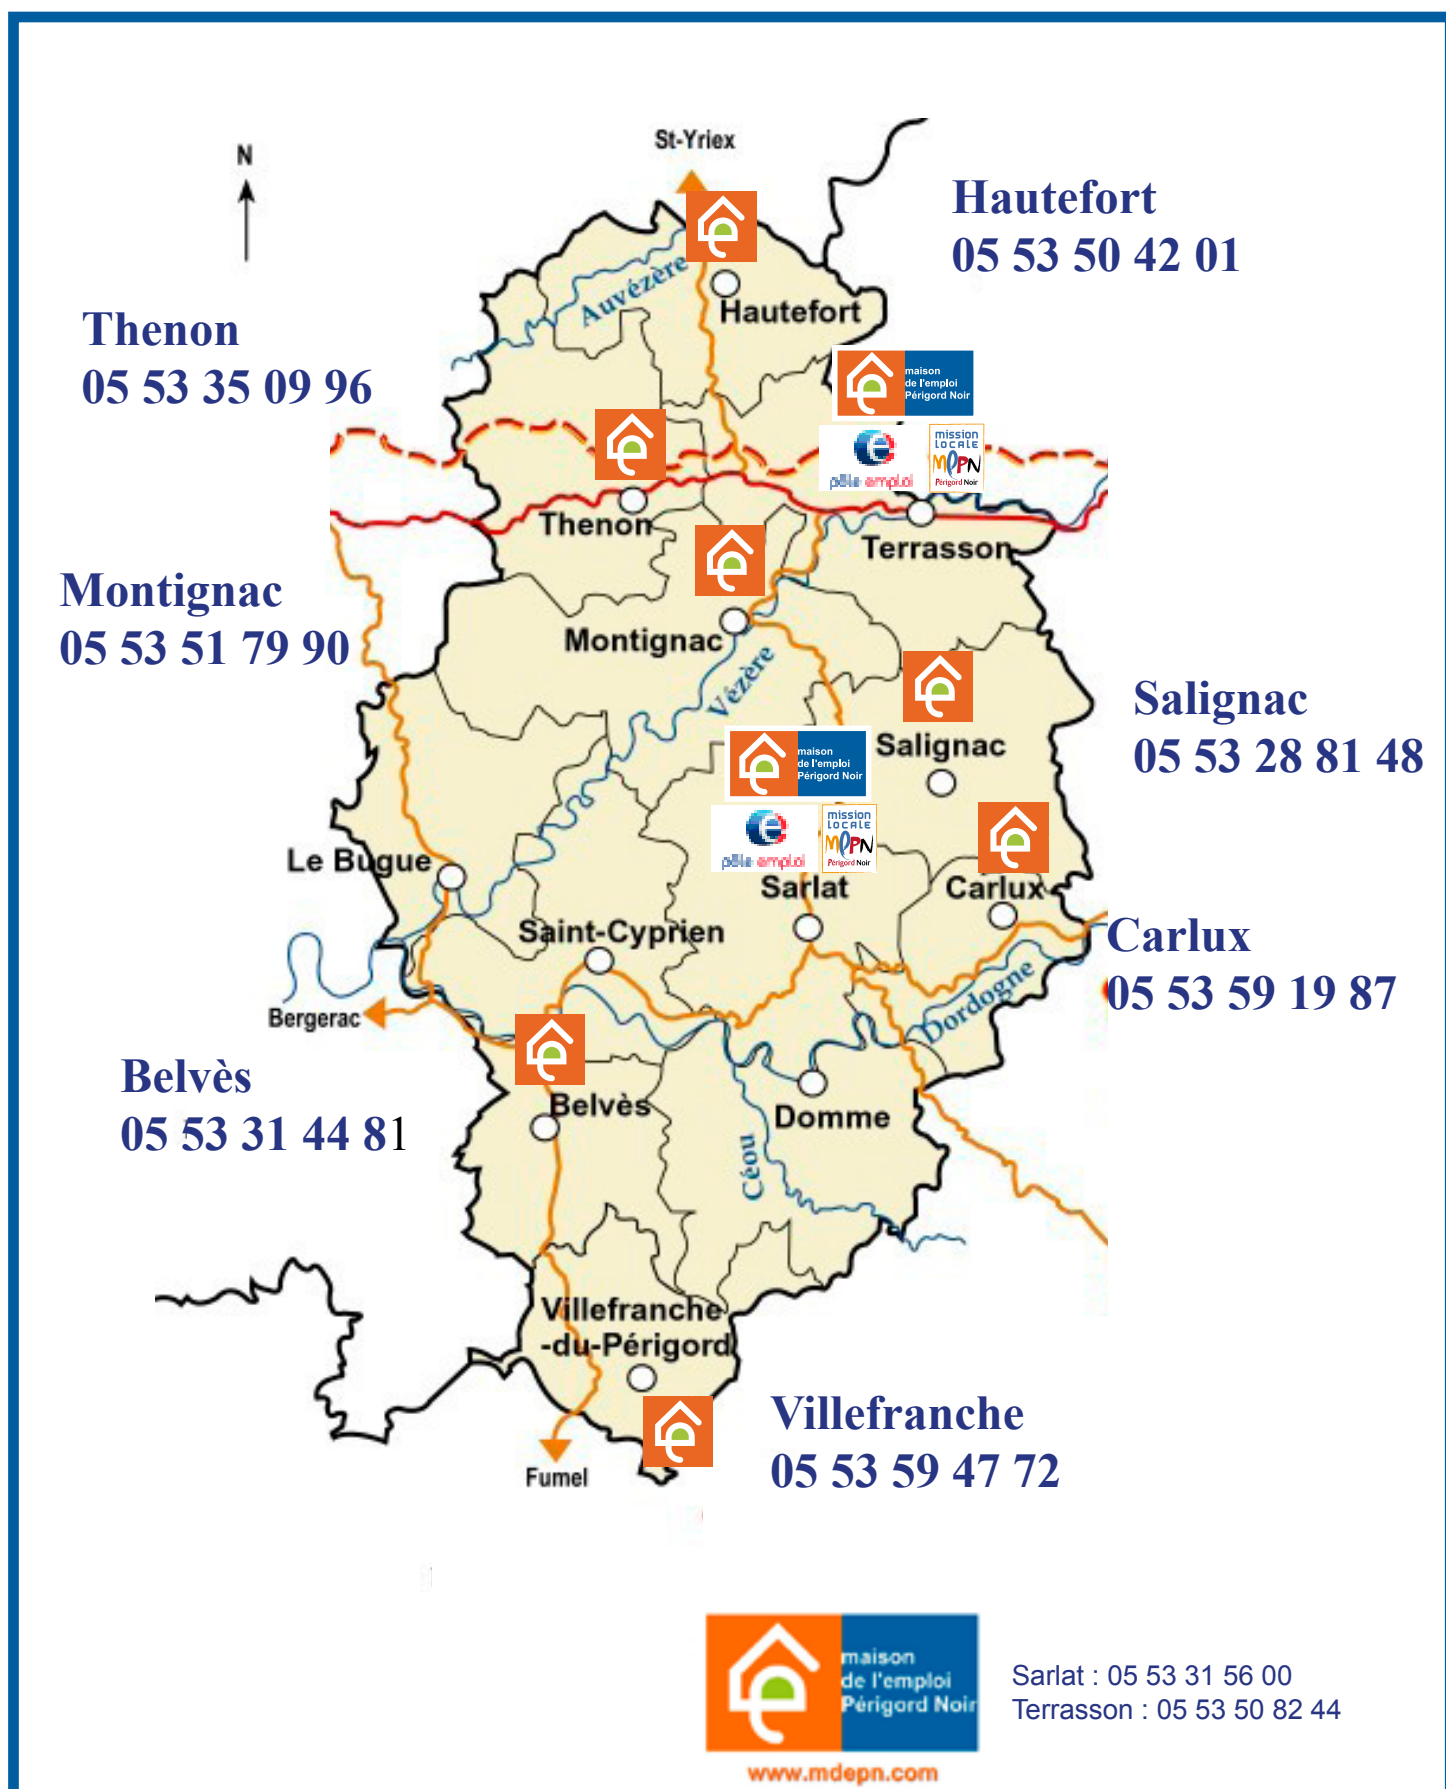 St-Yriex
N
Hautefort
05 53 50 42 01
Auvézère
Hautefort
Thenon
05 53 35 09 96
maison
de l'emploi
Périgord Noir
pôle emploi
mission
LOCALE
MLPN
Périgord Noir
Thenon
Terrasson
Montignac
05 53 51 79 90
Montignac
Vézère
Salignac
05 53 28 81 48
Salignac
maison
de l'emploi
Périgord Noir
pôle emploi
mission
LOCALE
MLPN
Périgord Noir
Le Bugue
Sarlat
Carlux
Saint-Cyprien
Carlux
05 53 59 19 87
Dordogne
Bergerac
Belvès
05 53 31 44 81
Belvès
Domme
Céou
Villefranche
-du-Périgord
Villefranche
05 53 59 47 72
Fumel
maison
de l'emploi
Périgord Noir
Sarlat : 05 53 31 56 00
Terrasson : 05 53 50 82 44
www.mdepn.com